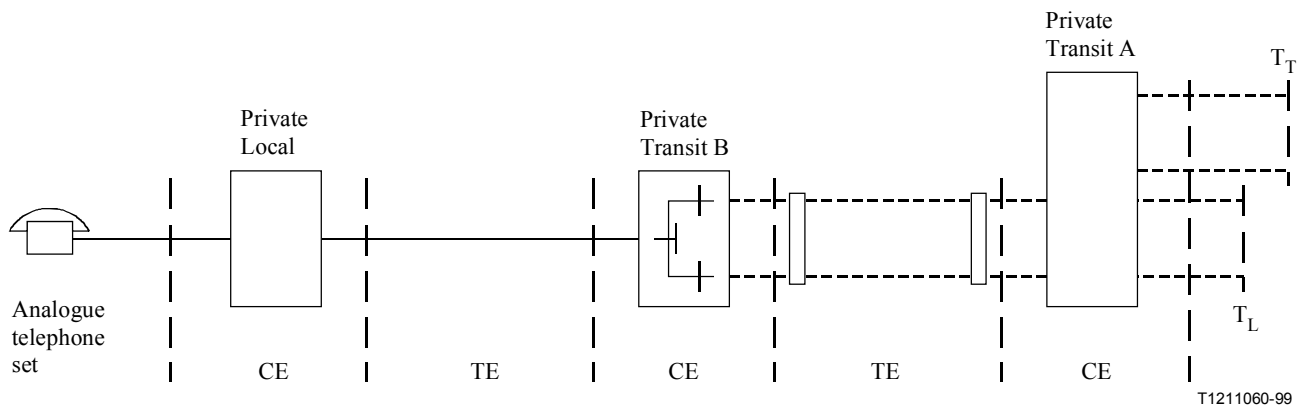 Private
Transit A
T_T
Private
Local
Private
Transit B
Analogue
telephone
set
T_L
CE
TE
CE
TE
CE
T1211060-99